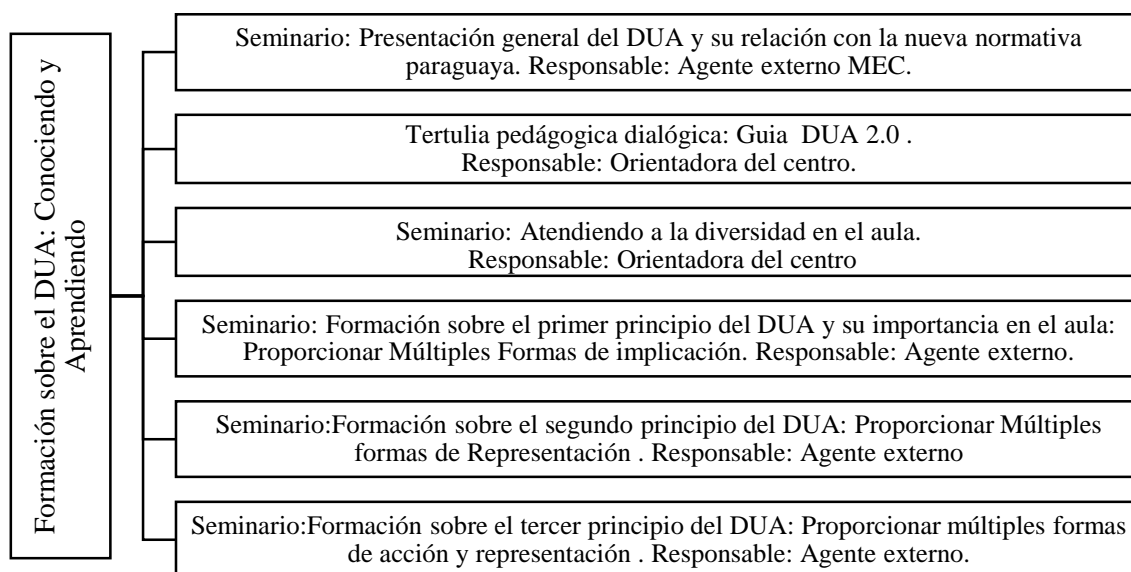 Formación sobre el DUA: Conociendo y
Aprendiendo
Seminario: Presentación general del DUA y su relación con la nueva normativa
paraguaya. Responsable: Agente externo MEC.
Tertulia pedágogica dialógica: Guia DUA 2.0 .
Responsable: Orientadora del centro.
Seminario: Atendiendo a la diversidad en el aula.
Responsable: Orientadora del centro
Seminario: Formación sobre el primer principio del DUA y su importancia en el aula:
Proporcionar Múltiples Formas de implicación. Responsable: Agente externo.
Seminario:Formación sobre el segundo principio del DUA: Proporcionar Múltiples
formas de Representación . Responsable: Agente externo
Seminario:Formación sobre el tercer principio del DUA: Proporcionar múltiples formas
de acción y representación . Responsable: Agente externo.